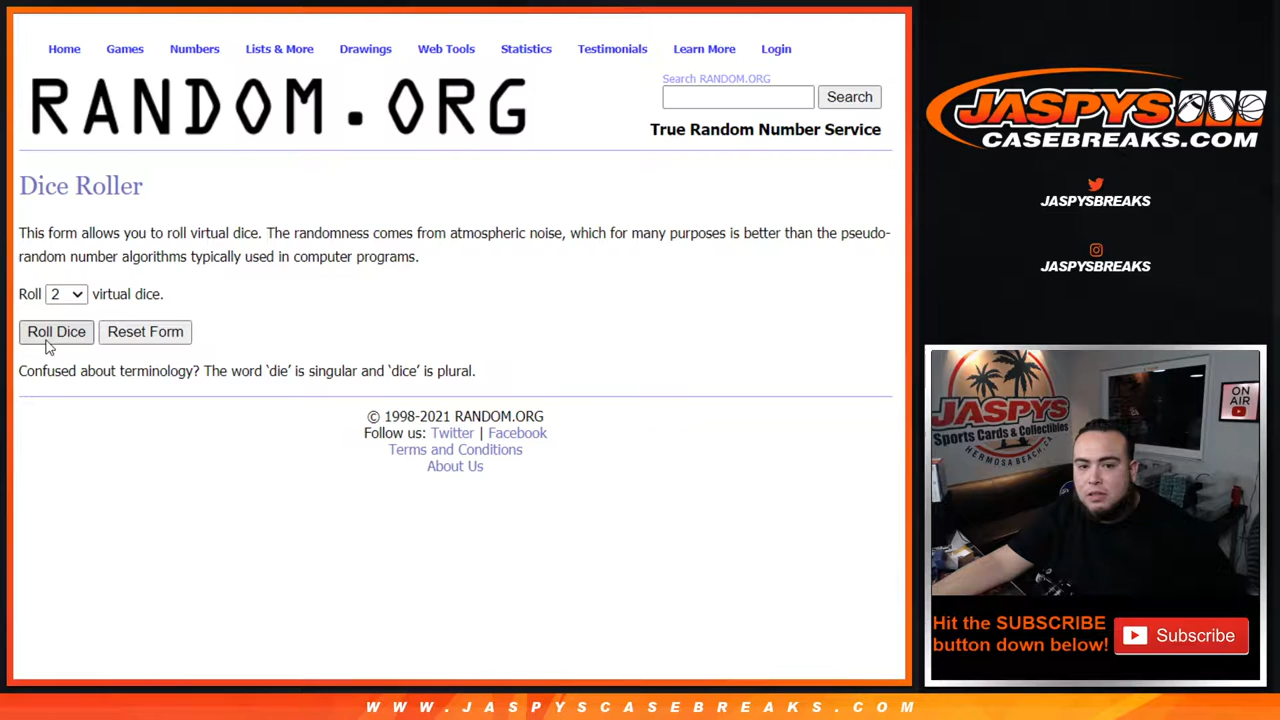 Home Games Numbers Lists & More Drawings Web Tools Statistics Testimonials Learn More Login
RANDOM.ORG
Search RANDOM.ORG
Search
True Random Number Service
Dice Roller
This form allows you to roll virtual dice. The randomness comes from atmospheric noise, which for many purposes is better than the pseudo-
random number algorithms typically used in computer programs.
Roll 2 virtual dice.
Roll Dice Reset Form
Confused about terminology? The word ‘die’ is singular and ‘dice’ is plural.
© 1998-2021 RANDOM.ORG
Follow us: Twitter | Facebook
Terms and Conditions
About Us
JASPYS
CASEBREAKS.COM
JASPYSBREAKS
JASPYSBREAKS
JASPYS
Sports Cards & Collectibles
HERMOSA BEACH, CA
ON
AIR
Hit the SUBSCRIBE
button down below!
Subscribe
WWW.JASPYSCASEBREAKS.COM